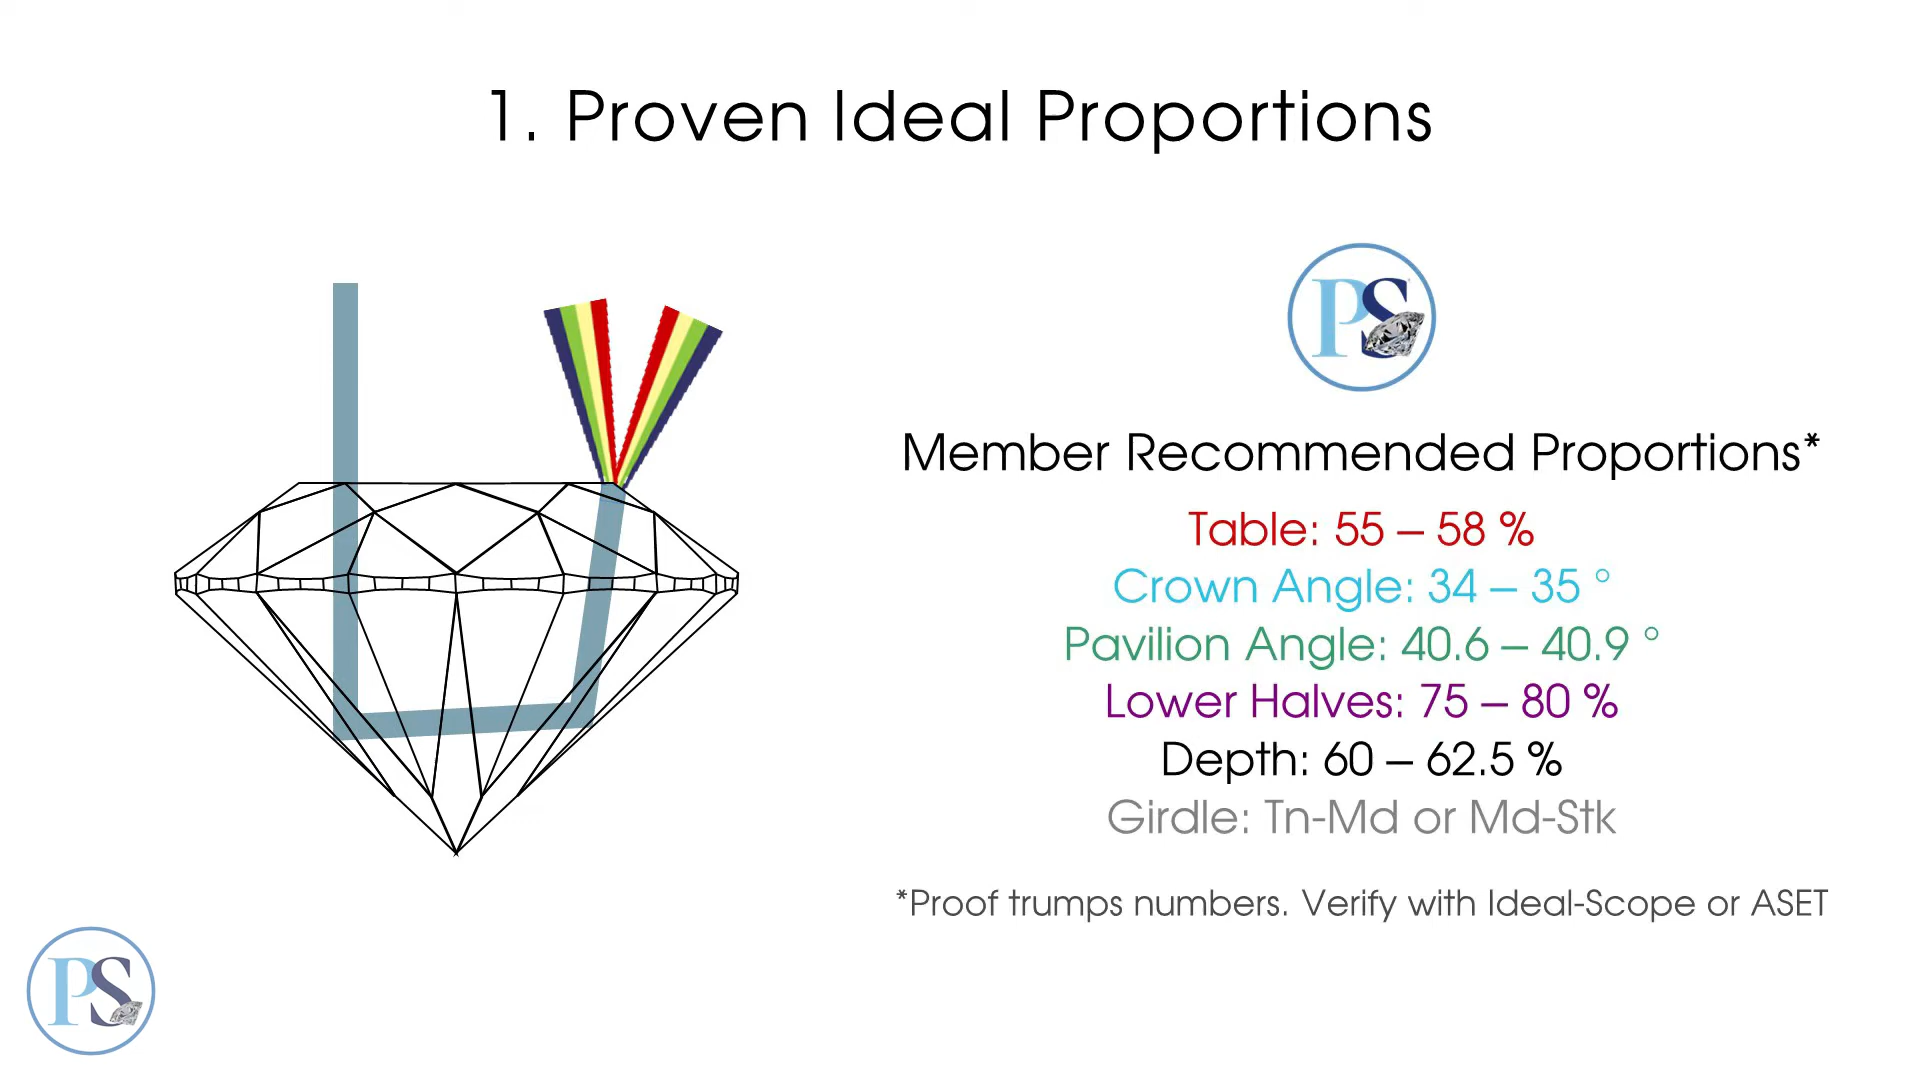 1. Proven Ideal Proportions
PS
Member Recommended Proportions*
Table: 55 – 58 %
Crown Angle: 34 – 35 °
Pavilion Angle: 40.6 – 40.9 °
Lower Halves: 75 – 80 %
Depth: 60 – 62.5 %
Girdle: Tn-Md or Md-Stk
*Proof trumps numbers. Verify with Ideal-Scope or ASET
PS